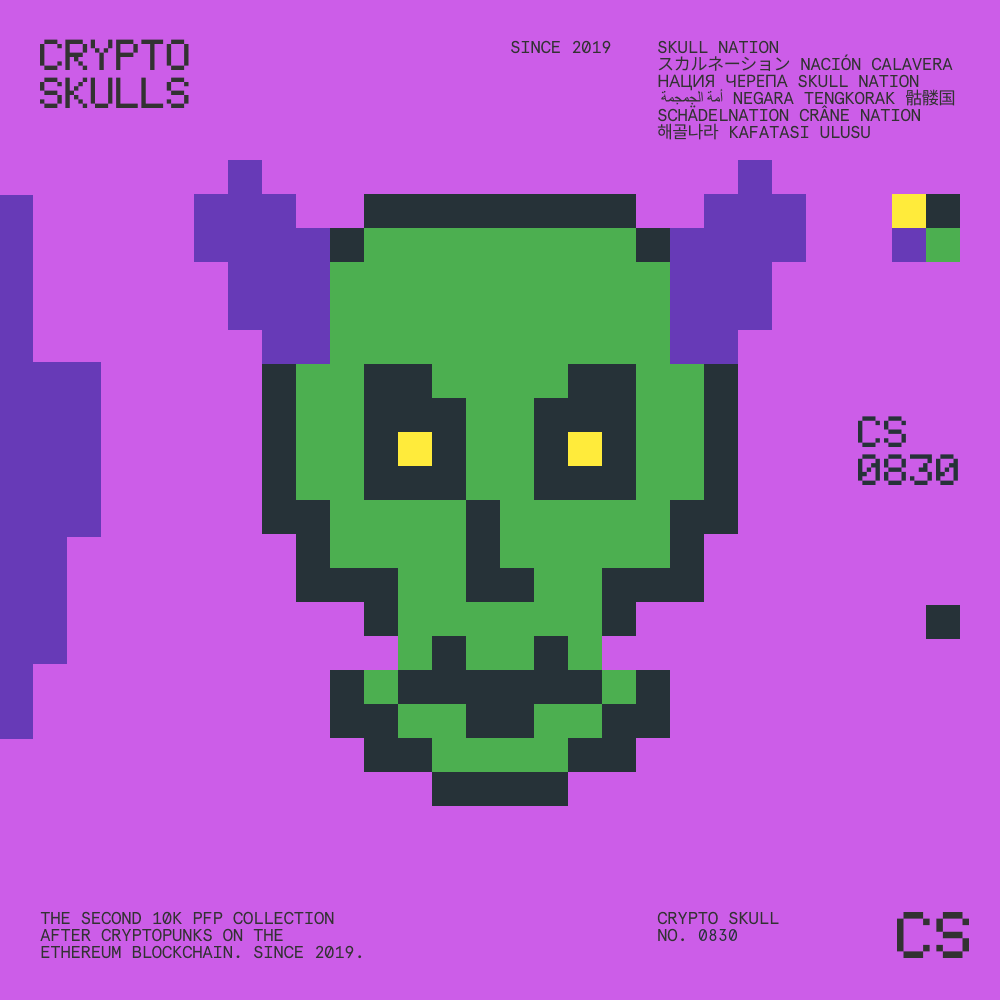 CRYPTO
SKULLS
SINCE 2019
SKULL NATION
スカルネーション NACIÓN CALAVERA
НАЦИЯ ЧЕРЕПА SKULL NATION
أمة الجمجمة NEGARA TENGKORAK 骷髅国
SCHÄDELNATION CRÂNE NATION
해골나라 KAFATASI ULUSU
CS
0830
THE SECOND 10K PFP COLLECTION
AFTER CRYPTOPUNKS ON THE
ETHEREUM BLOCKCHAIN. SINCE 2019.
CRYPTO SKULL
NO. 0830
CS